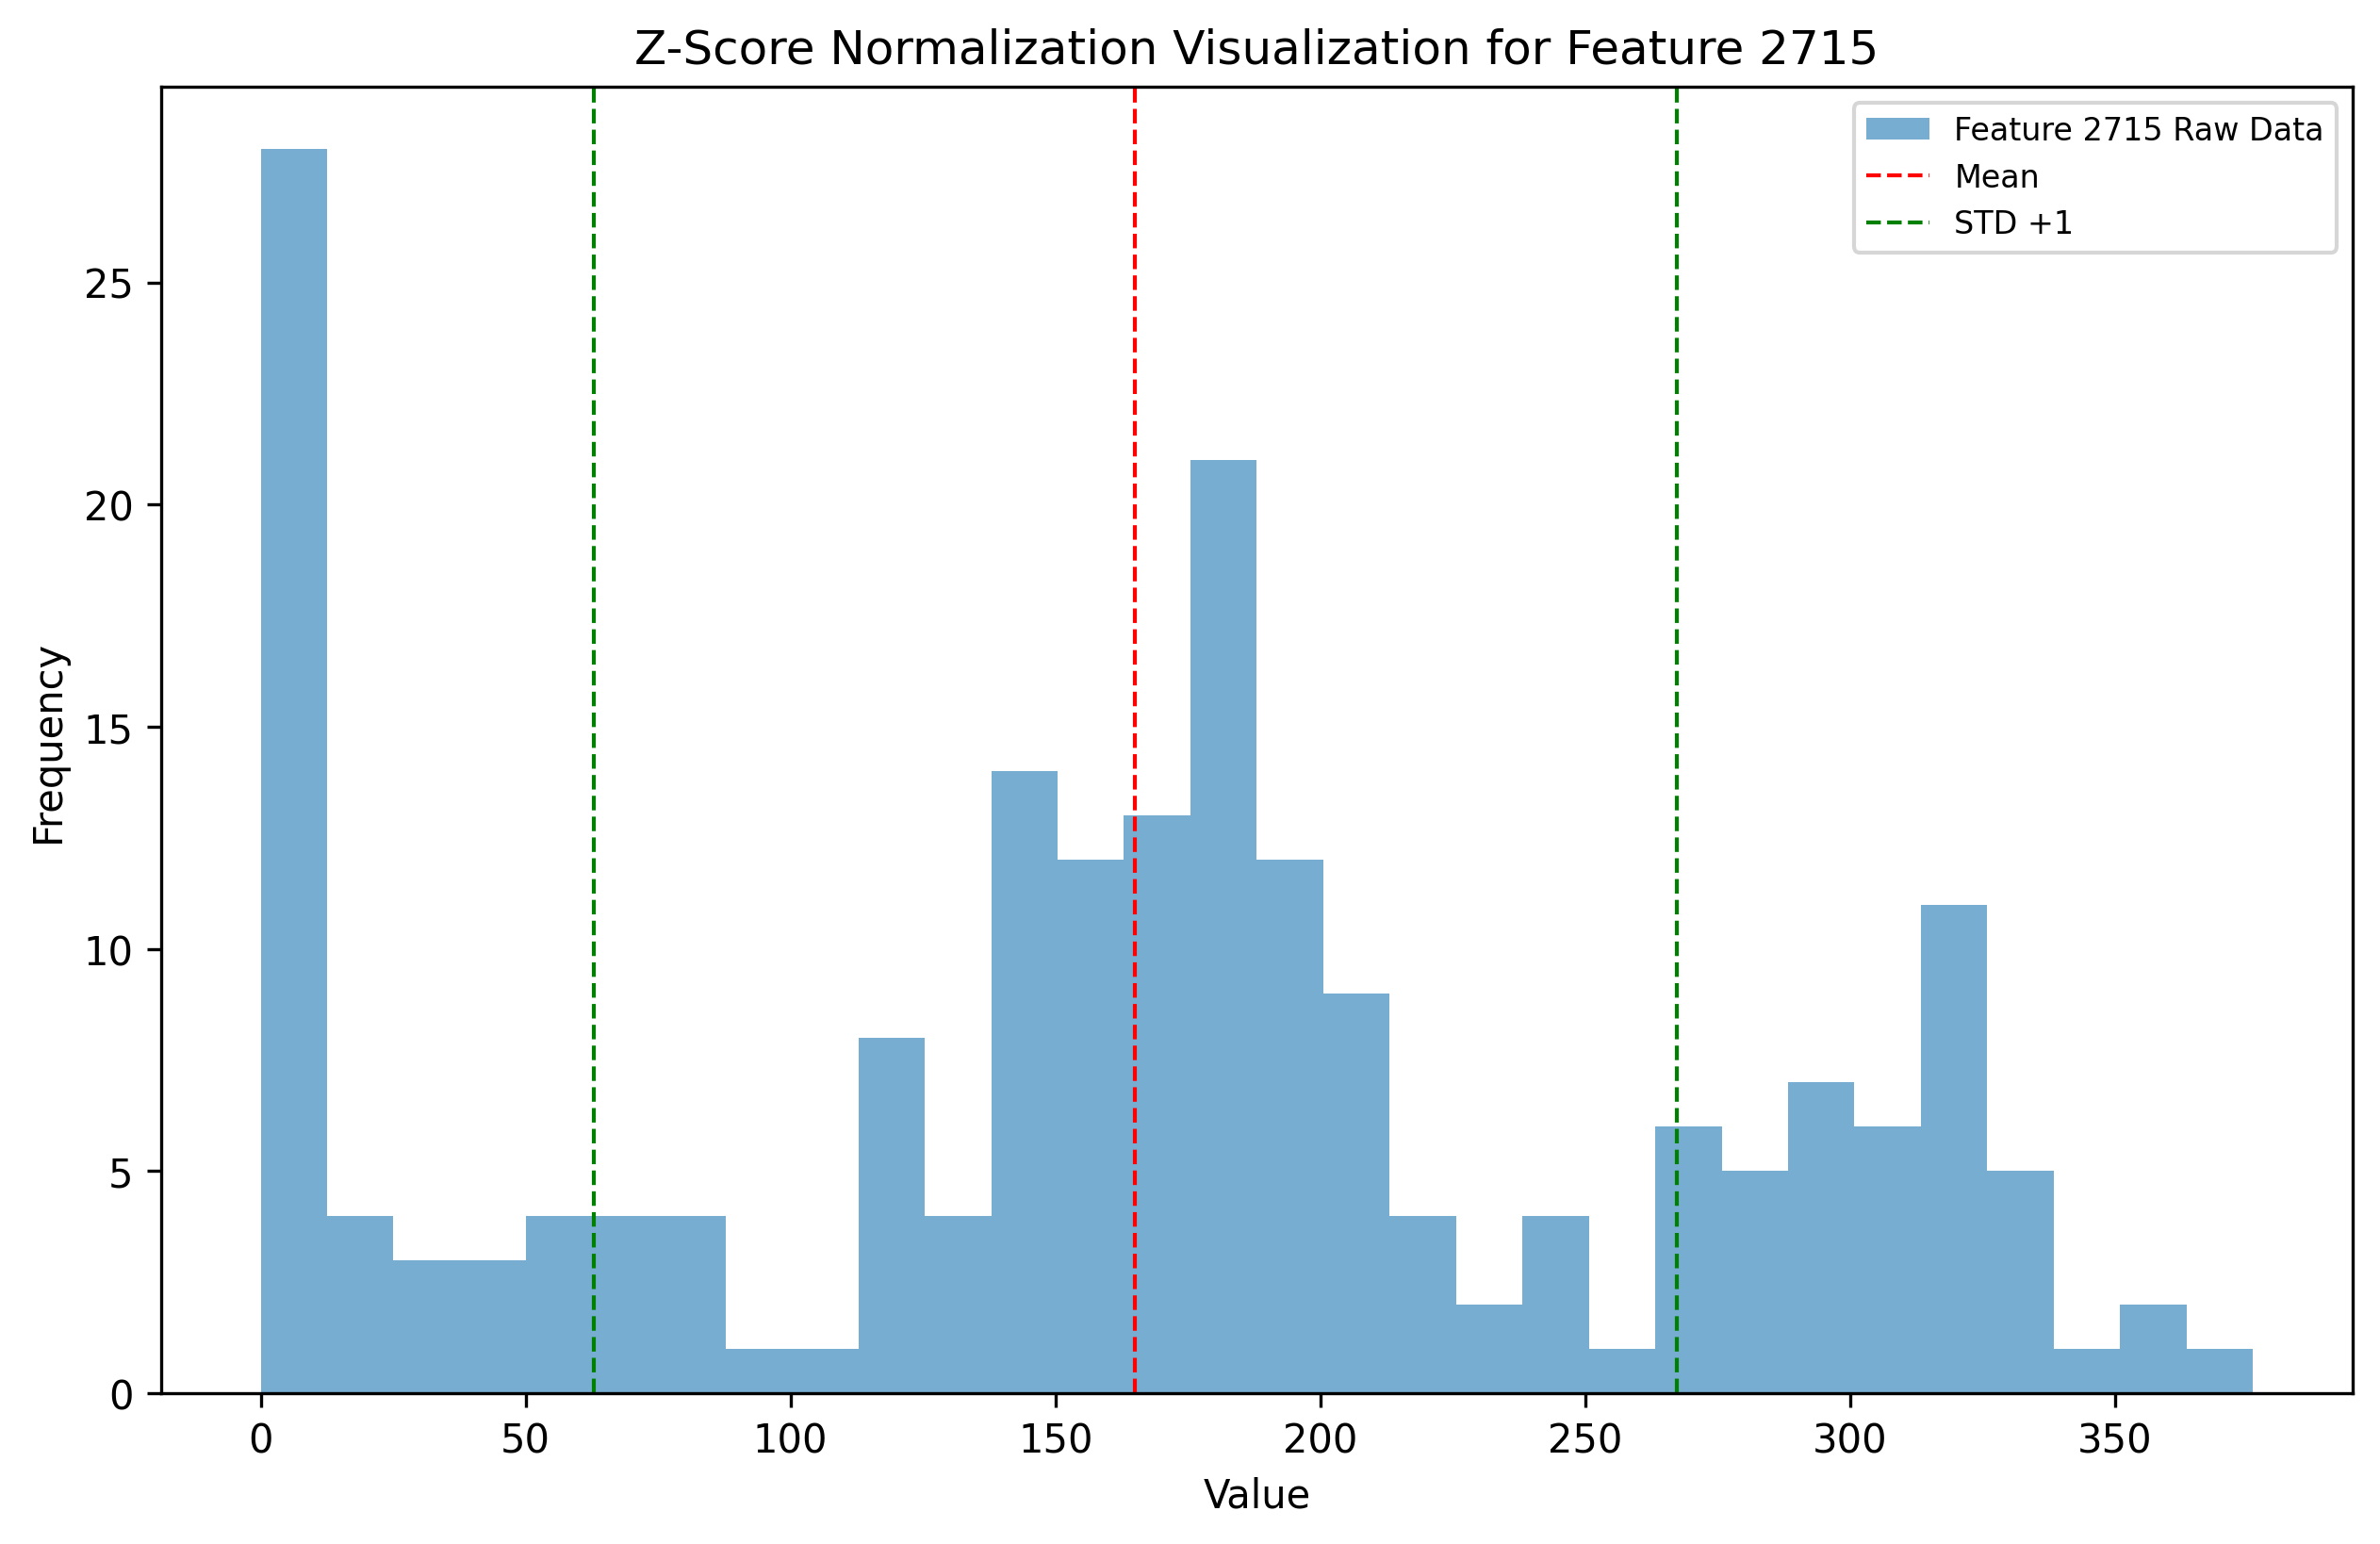 Z-Score Normalization Visualization for Feature 2715
Feature 2715 Raw Data
Mean
STD +1
25
20
15
10
5
0
Frequency
0 50 100 150 200 250 300 350
Value